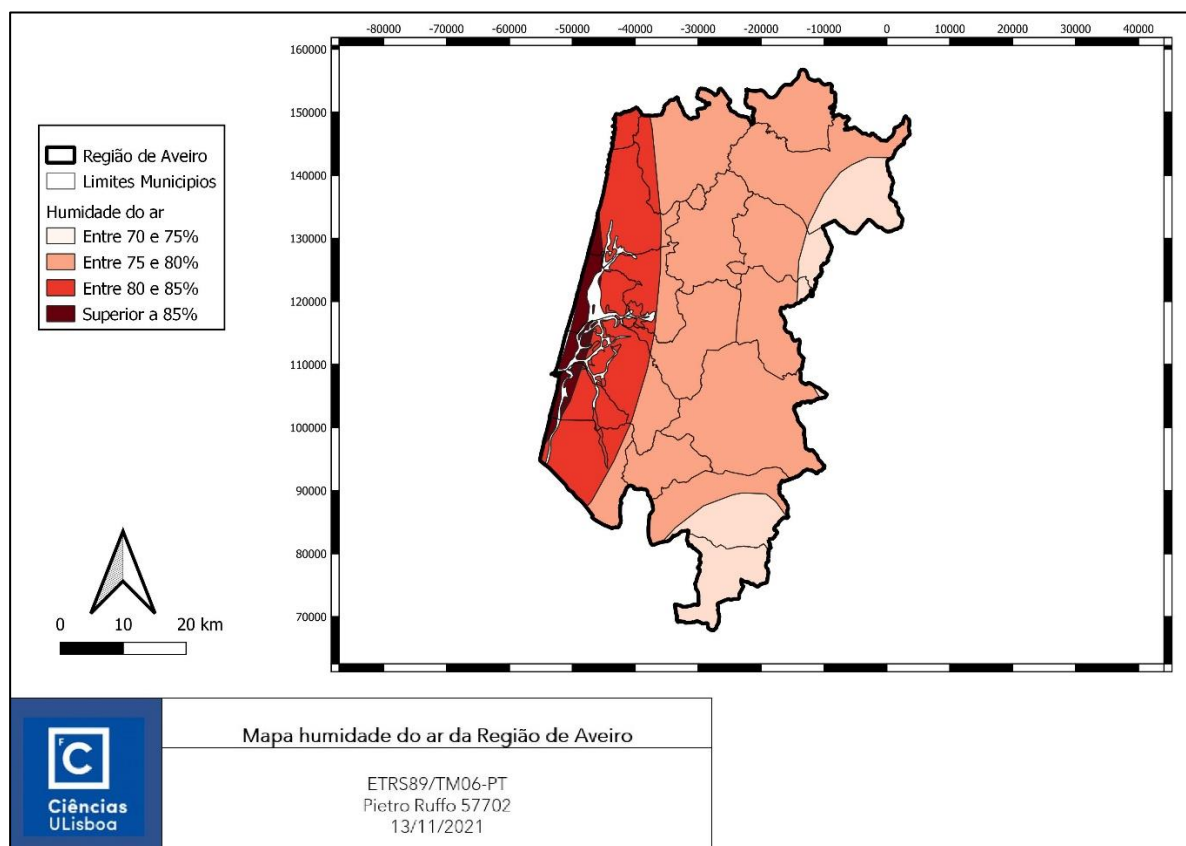 -80000 -70000 -60000 -50000 -40000 -30000 -20000 -10000 0 10000 20000 30000 40000
160000
150000
140000
130000
120000
110000
100000
90000
80000
70000
Região de Aveiro
Limites Municipios
Humidade do ar
Entre 70 e 75%
Entre 75 e 80%
Entre 80 e 85%
Superior a 85%
0 10 20 km
F
C
Ciências
ULisboa
Mapa humidade do ar da Região de Aveiro
ETRS89/TM06-PT
Pietro Ruffo 57702
13/11/2021